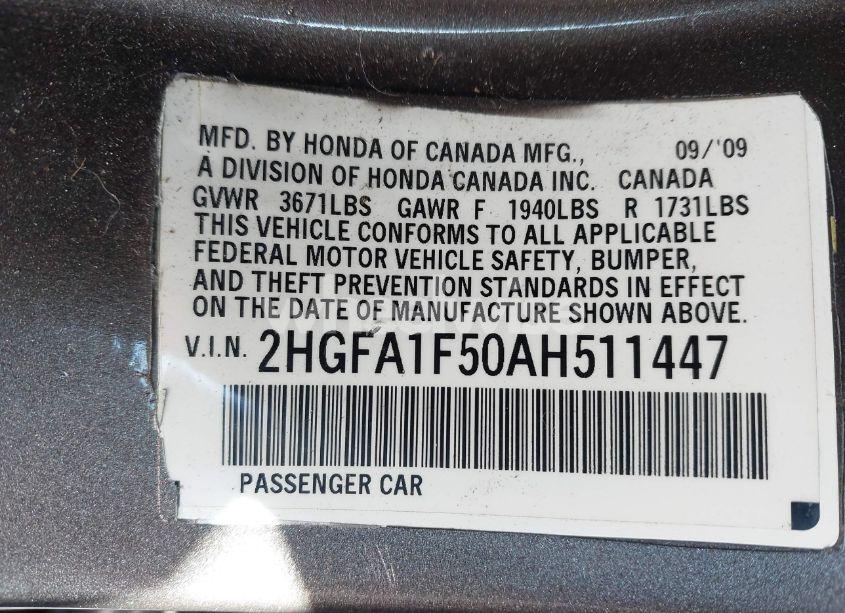 MFD. BY HONDA OF CANADA MFG., 09/'09
A DIVISION OF HONDA CANADA INC. CANADA
GVWR 3671LBS GAWR F 1940LBS R 1731LBS
THIS VEHICLE CONFORMS TO ALL APPLICABLE
FEDERAL MOTOR VEHICLE SAFETY, BUMPER,
AND THEFT PREVENTION STANDARDS IN EFFECT
ON THE DATE OF MANUFACTURE SHOWN ABOVE.
V.I.N. 2HGFA1F50AH511447
PASSENGER CAR